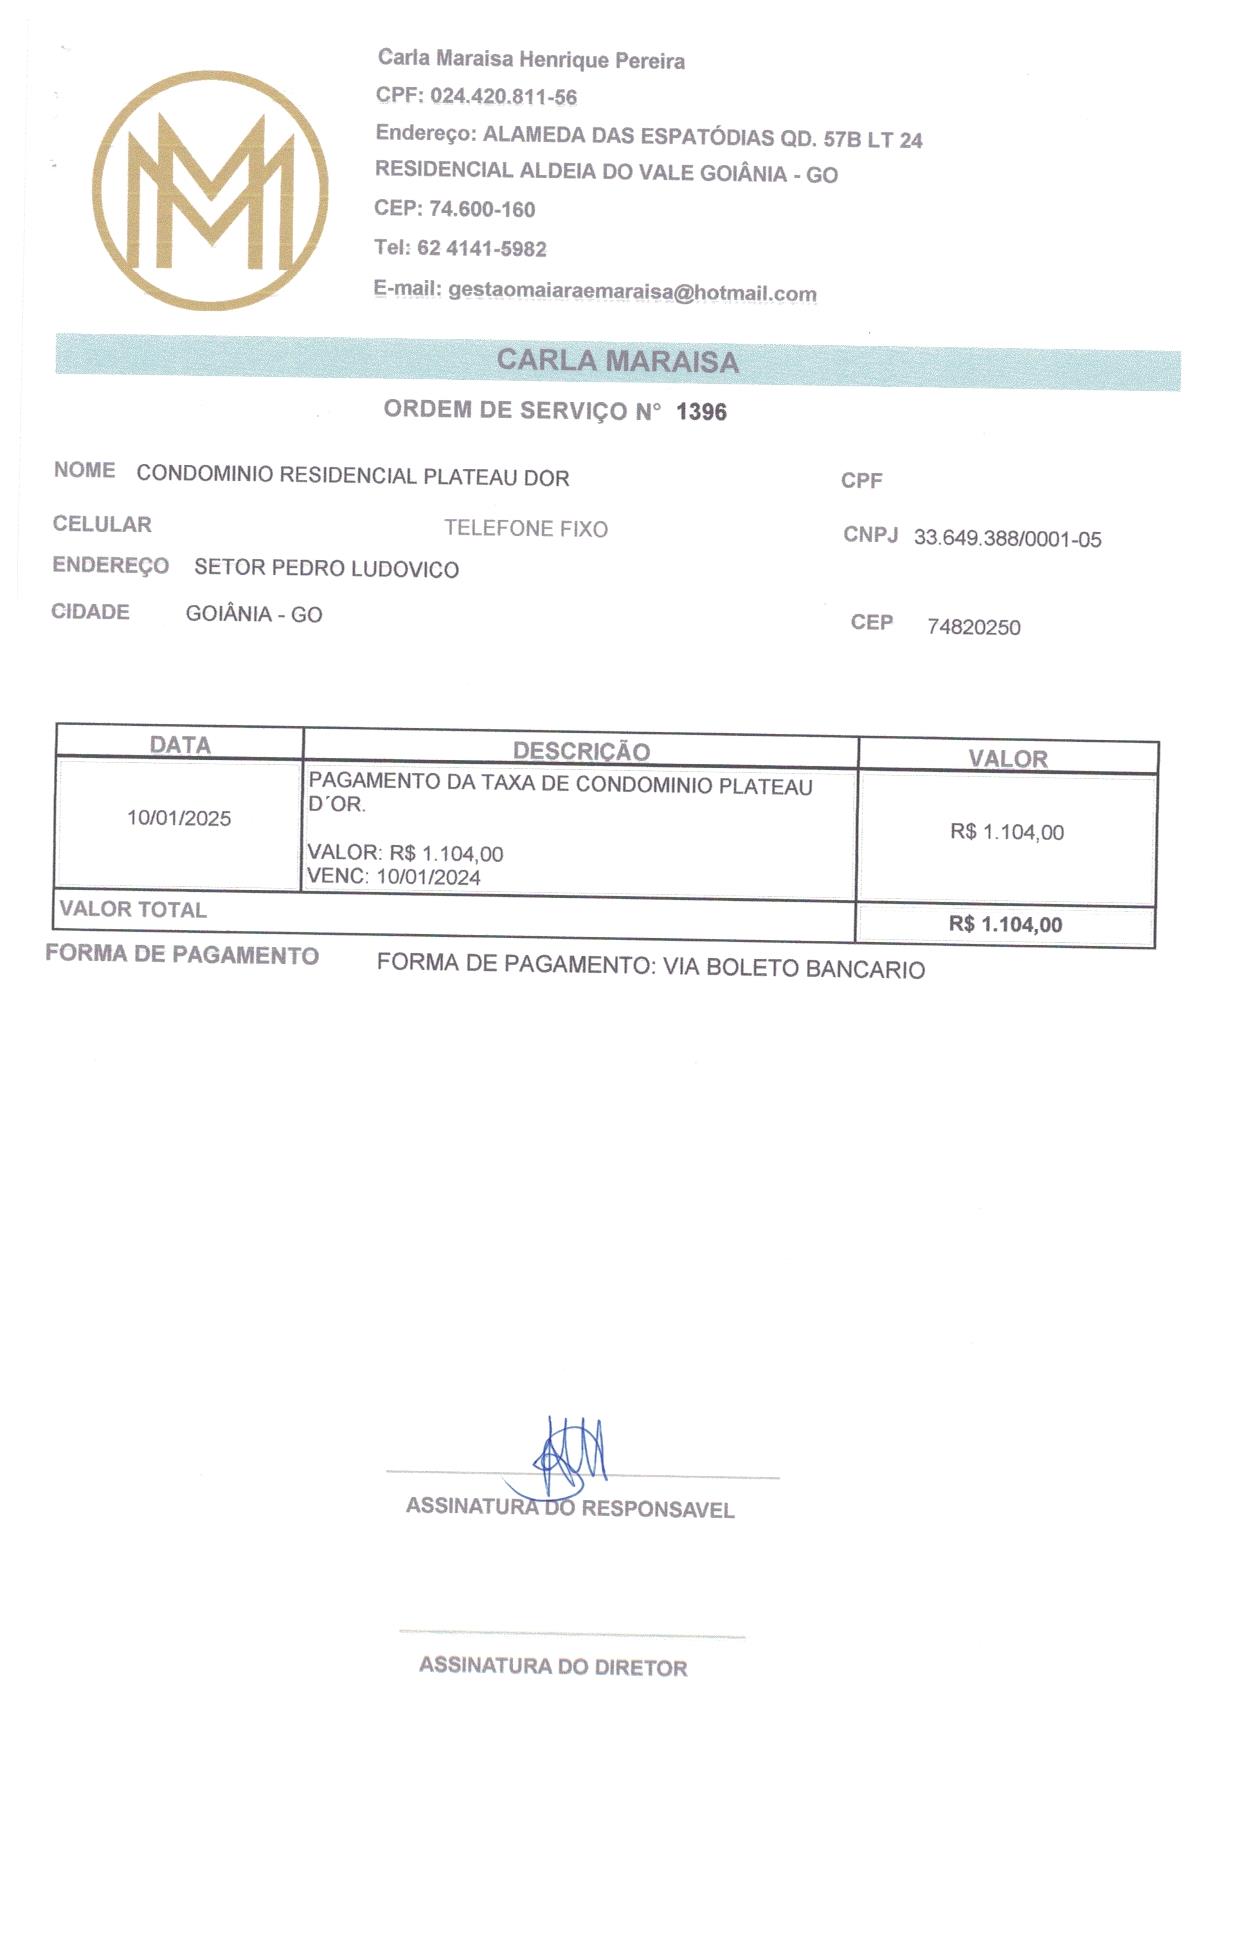 MM
Carla Maraisa Henrique Pereira
CPF: 024.420.811-56
Endereço: ALAMEDA DAS ESPATÓDIAS QD. 57B LT 24
RESIDENCIAL ALDEIA DO VALE GOIÂNIA - GO
CEP: 74.600-160
Tel: 62 4141-5982
E-mail: gestaomaiaraemaraisa@hotmail.com
CARLA MARAISA
ORDEM DE SERVIÇO N° 1396
NOME CONDOMINIO RESIDENCIAL PLATEAU DOR CPF
CELULAR TELEFONE FIXO CNPJ 33.649.388/0001-05
ENDEREÇO SETOR PEDRO LUDOVICO
CIDADE GOIÂNIA - GO CEP 74820250
DATA DESCRIÇÃO VALOR
PAGAMENTO DA TAXA DE CONDOMINIO PLATEAU
D´OR.
10/01/2025 R$ 1.104,00
VALOR: R$ 1.104,00
VENC: 10/01/2024
VALOR TOTAL R$ 1.104,00
FORMA DE PAGAMENTO FORMA DE PAGAMENTO: VIA BOLETO BANCARIO
ASSINATURA DO RESPONSAVEL
ASSINATURA DO DIRETOR